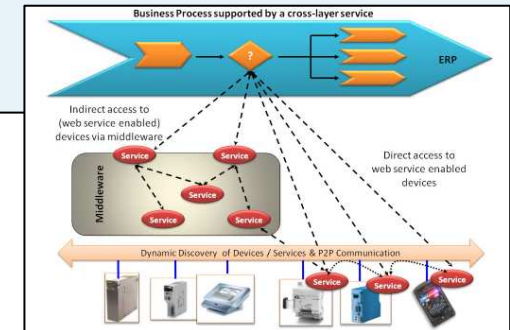 Business Process supported by a cross-layer service
?
ERP
Indirect access to
(web service enabled)
devices via middleware
Direct access to
web service enabled
devices
Middleware
Service
Service
Service
Service
Service
Dynamic Discovery of Devices / Services & P2P Communication
Service
Service
Service